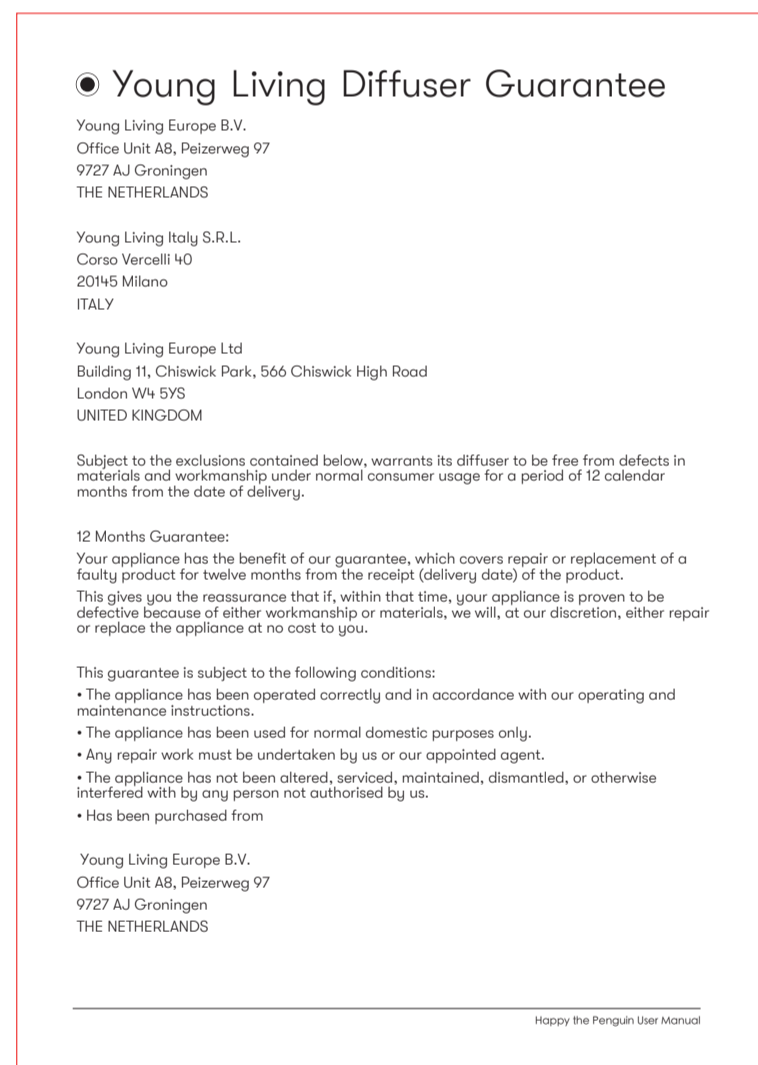 Young Living Diffuser Guarantee
Young Living Europe B.V.
Office Unit A8, Peizerweg 97
9727 AJ Groningen
THE NETHERLANDS
Young Living Italy S.R.L.
Corso Vercelli 40
20145 Milano
ITALY
Young Living Europe Ltd
Building 11, Chiswick Park, 566 Chiswick High Road
London W4 5YS
UNITED KINGDOM
Subject to the exclusions contained below, warrants its diffuser to be free from defects in
materials and workmanship under normal consumer usage for a period of 12 calendar
months from the date of delivery.
12 Months Guarantee:
Your appliance has the benefit of our guarantee, which covers repair or replacement of a
faulty product for twelve months from the receipt (delivery date) of the product.
This gives you the reassurance that if, within that time, your appliance is proven to be
defective because of either workmanship or materials, we will, at our discretion, either repair
or replace the appliance at no cost to you.
This guarantee is subject to the following conditions:
• The appliance has been operated correctly and in accordance with our operating and
maintenance instructions.
• The appliance has been used for normal domestic purposes only.
• Any repair work must be undertaken by us or our appointed agent.
• The appliance has not been altered, serviced, maintained, dismantled, or otherwise
interfered with by any person not authorised by us.
• Has been purchased from
Young Living Europe B.V.
Office Unit A8, Peizerweg 97
9727 AJ Groningen
THE NETHERLANDS
Happy the Penguin User Manual